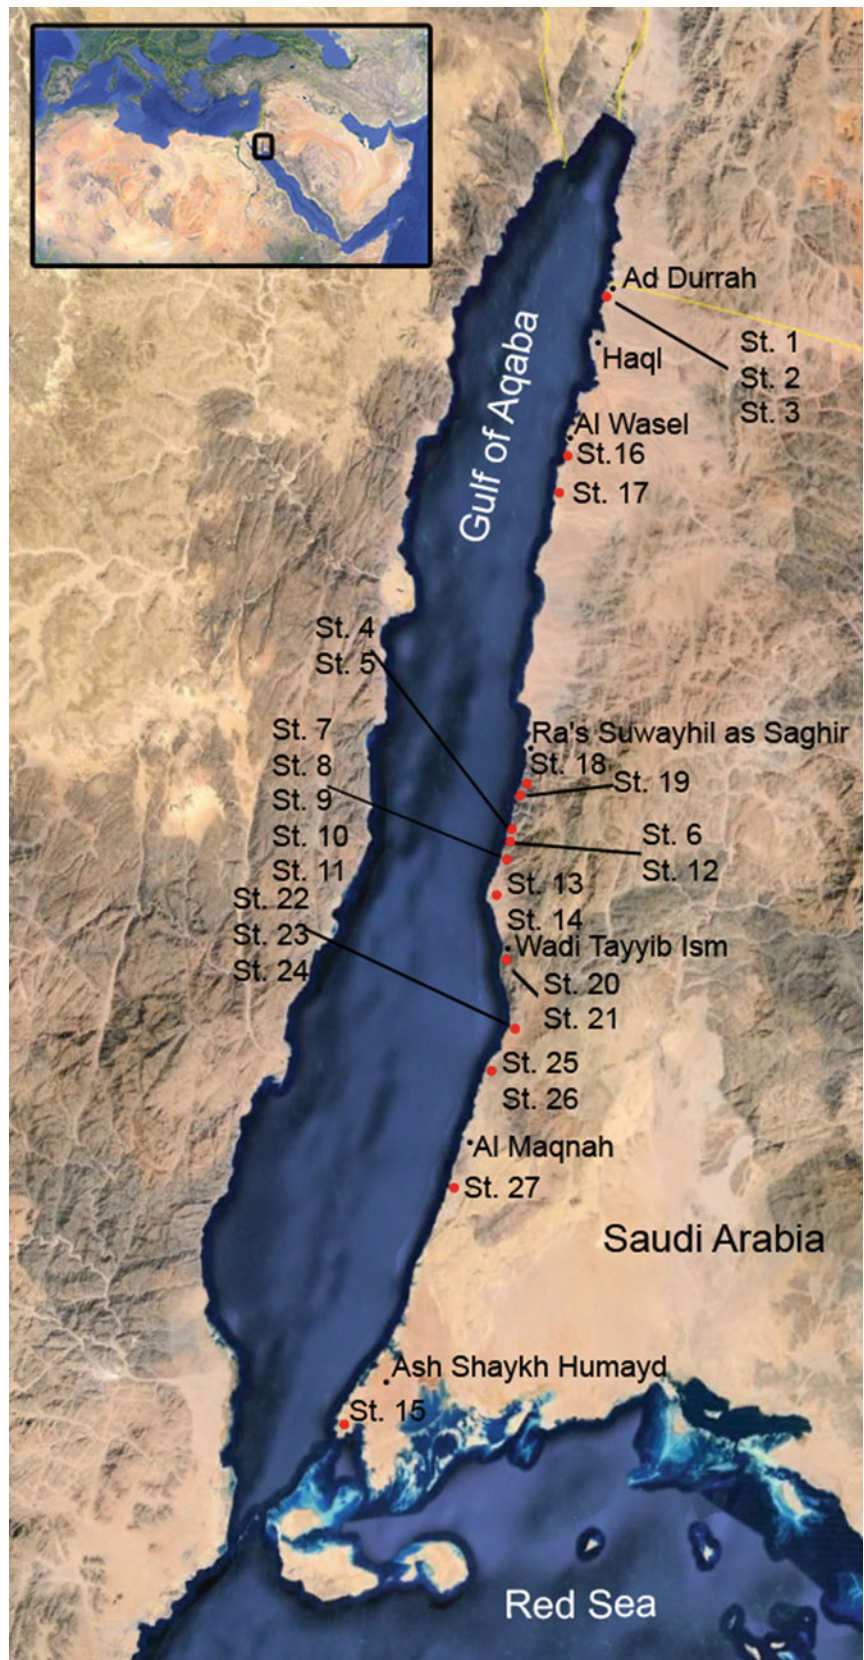 Ad Durrah
St. 1
Haql
St. 2
St. 3
Gulf of Aqaba
Al Wasel
St.16
St. 17
St. 4
St. 5
St. 7
Ra's Suwayhil as Saghir
St. 8
St. 18
St. 19
St. 9
St. 10
St. 6
St. 11
St. 12
St. 22
St. 13
St. 14
St. 23
Wadi Tayyib Ism
St. 24
St. 20
St. 21
St. 25
St. 26
Al Maqnah
St. 27
Saudi Arabia
Ash Shaykh Humayd
St. 15
Red Sea